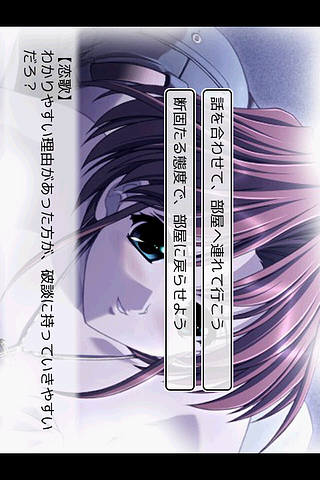 話を合わせて、部屋へ連れて行こう
断固たる態度で、部屋に戻らせよう
【恋歌】
わかりやすい理由があった方が、破談に持っていきやすい
だろ？